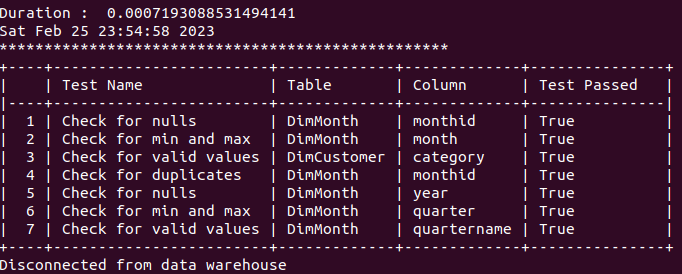 Duration :  0.0007193088531494141
Sat Feb 25 23:54:58 2023
**************************************************
+----+------------------------+-------------+-------------+---------------+
|    | Test Name              | Table       | Column      | Test Passed   |
|----+------------------------+-------------+-------------+---------------|
|  1 | Check for nulls        | DimMonth    | monthid     | True          |
|  2 | Check for min and max  | DimMonth    | month       | True          |
|  3 | Check for valid values | DimCustomer | category    | True          |
|  4 | Check for duplicates   | DimMonth    | monthid     | True          |
|  5 | Check for nulls        | DimMonth    | year        | True          |
|  6 | Check for min and max  | DimMonth    | quarter     | True          |
|  7 | Check for valid values | DimMonth    | quartername | True          |
+----+------------------------+-------------+-------------+---------------+
Disconnected from data warehouse